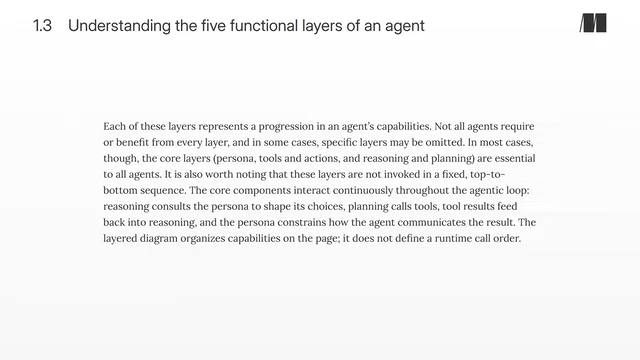 1.3 Understanding the five functional layers of an agent
Each of these layers represents a progression in an agent's capabilities. Not all agents require
or benefit from every layer, and in some cases, specific layers may be omitted. In most cases,
though, the core layers (persona, tools and actions, and reasoning and planning) are essential
to all agents. It is also worth noting that these layers are not invoked in a fixed, top-to-
bottom sequence. The core components interact continuously throughout the agentic loop:
reasoning consults the persona to shape its choices, planning calls tools, tool results feed
back into reasoning, and the persona constrains how the agent communicates the result. The
layered diagram organizes capabilities on the page; it does not define a runtime call order.